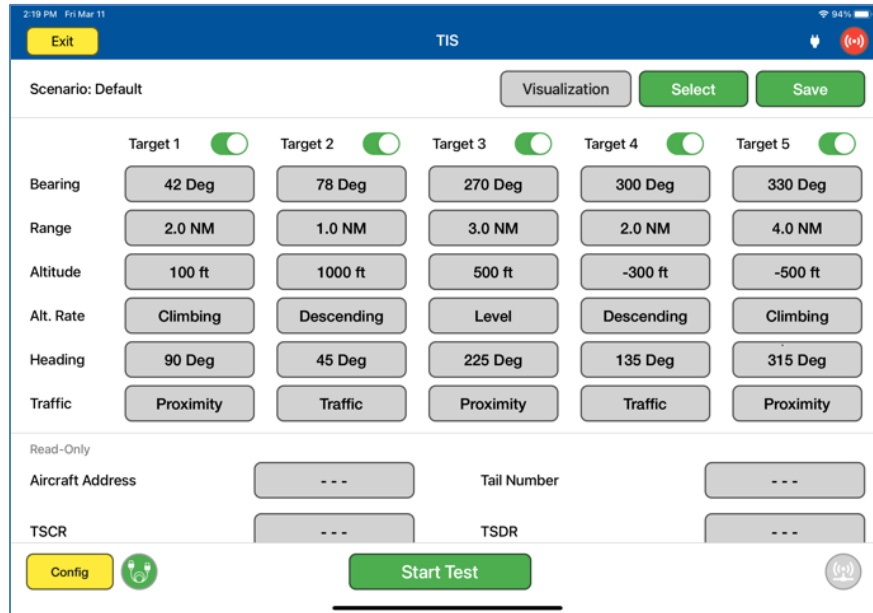 2:19 PM Fri Mar 11 94%
Exit TIS
Scenario: Default Visualization Select Save
Target 1 Target 2 Target 3 Target 4 Target 5
Bearing 42 Deg 78 Deg 270 Deg 300 Deg 330 Deg
Range 2.0 NM 1.0 NM 3.0 NM 2.0 NM 4.0 NM
Altitude 100 ft 1000 ft 500 ft -300 ft -500 ft
Alt. Rate Climbing Descending Level Descending Climbing
Heading 90 Deg 45 Deg 225 Deg 135 Deg 315 Deg
Traffic Proximity Traffic Proximity Traffic Proximity
Read-Only
Aircraft Address - - - Tail Number - - -
TSCR - - - TSDR - - -
Config Start Test